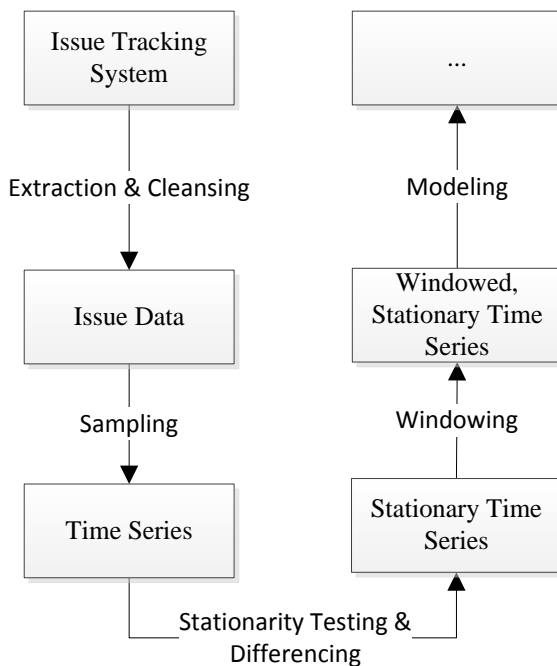 Issue Tracking
System
Extraction & Cleansing
Issue Data
Sampling
Time Series
Stationarity Testing &
Differencing
Stationary Time
Series
Windowing
Windowed,
Stationary Time
Series
Modeling
...